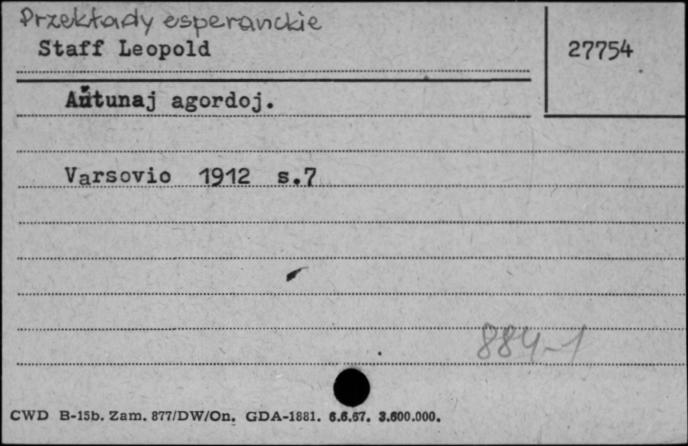 Przekłady esperanckie
Staff Leopold
27754
Aŭtunaj agordoj.
Varsovio 1912 s.7
884-1
CWD B-15b. Zam. 877/DW/On. GDA-1881. 6.6.67. 3.600.000.